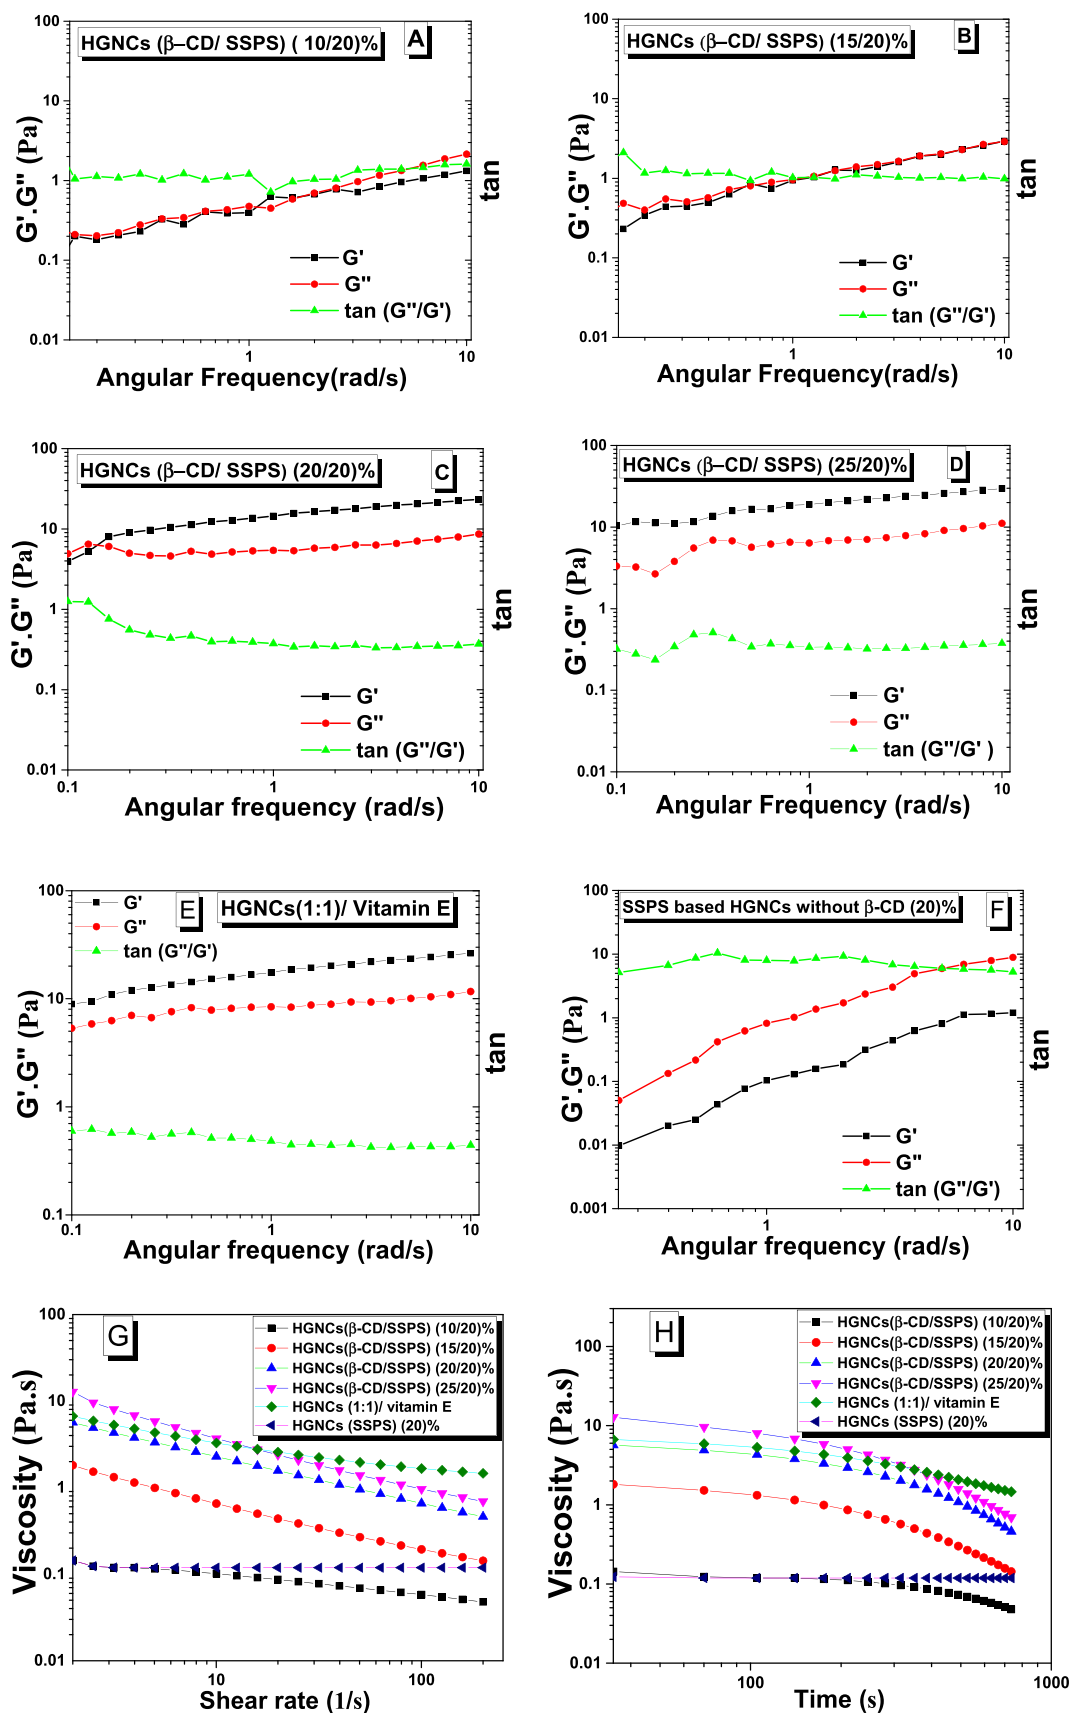 HGNCs (β–CD/ SSPS) ( 10/20)%
A
100
10
1
0.1
0.01
G'.G" (Pa)
tan
G'
G"
tan (G"/G')
1
10
Angular Frequency(rad/s)
HGNCs (β–CD/ SSPS) (15/20)%
B
100
10
1
0.1
0.01
G'.G" (Pa)
G'
G"
tan (G"/G')
1
10
Angular Frequency(rad/s)
HGNCs (β–CD/ SSPS) (20/20)%
C
100
10
1
0.1
0.01
G'.G" (Pa)
tan
G'
G"
tan (G"/G')
0.1
1
10
Angular frequency (rad/s)
HGNCs (β–CD/ SSPS) (25/20)%
D
100
10
1
0.1
0.01
G'.G" (Pa)
G'
G"
tan (G"/G' )
0.1
1
10
Angular Frequency (rad/s)
G'
G"
tan (G"/G')
E
HGNCs(1:1)/ Vitamin E
100
10
1
0.1
G'.G" (Pa)
tan
0.1
1
10
Angular frequency (rad/s)
SSPS based HGNCs without β-CD (20)%
F
100
10
1
0.1
0.01
0.001
G'.G" (Pa)
tan
G'
G"
tan (G"/G')
1
10
Angular frequency (rad/s)
G
HGNCs(β-CD/SSPS) (10/20)%
HGNCs(β-CD/SSPS) (15/20)%
HGNCs(β-CD/SSPS) (20/20)%
HGNCs(β-CD/SSPS) (25/20)%
HGNCs (1:1)/ vitamin E
HGNCs (SSPS) (20)%
100
10
1
0.1
0.01
Viscosity (Pa.s)
10
100
Shear rate (1/s)
H
HGNCs(β-CD/SSPS) (10/20)%
HGNCs(β-CD/SSPS) (15/20)%
HGNCs(β-CD/SSPS) (20/20)%
HGNCs(β-CD/SSPS) (25/20)%
HGNCs (1:1)/ vitamin E
HGNCs (SSPS) (20)%
100
10
1
0.1
0.01
Viscosity (Pa.s)
100
1000
Time (s)